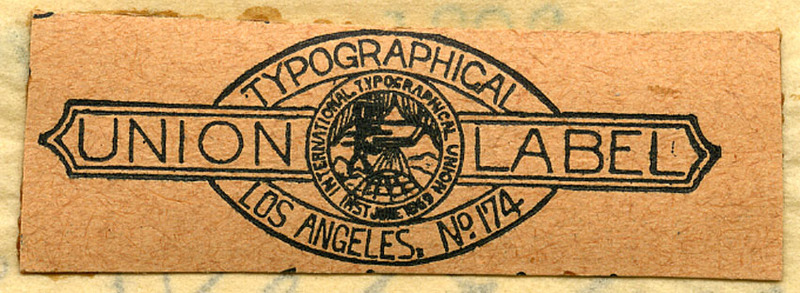 TYPOGRAPHICAL
UNION LABEL
INTERNATIONAL TYPOGRAPHICAL UNION
LOS ANGELES, No. 174